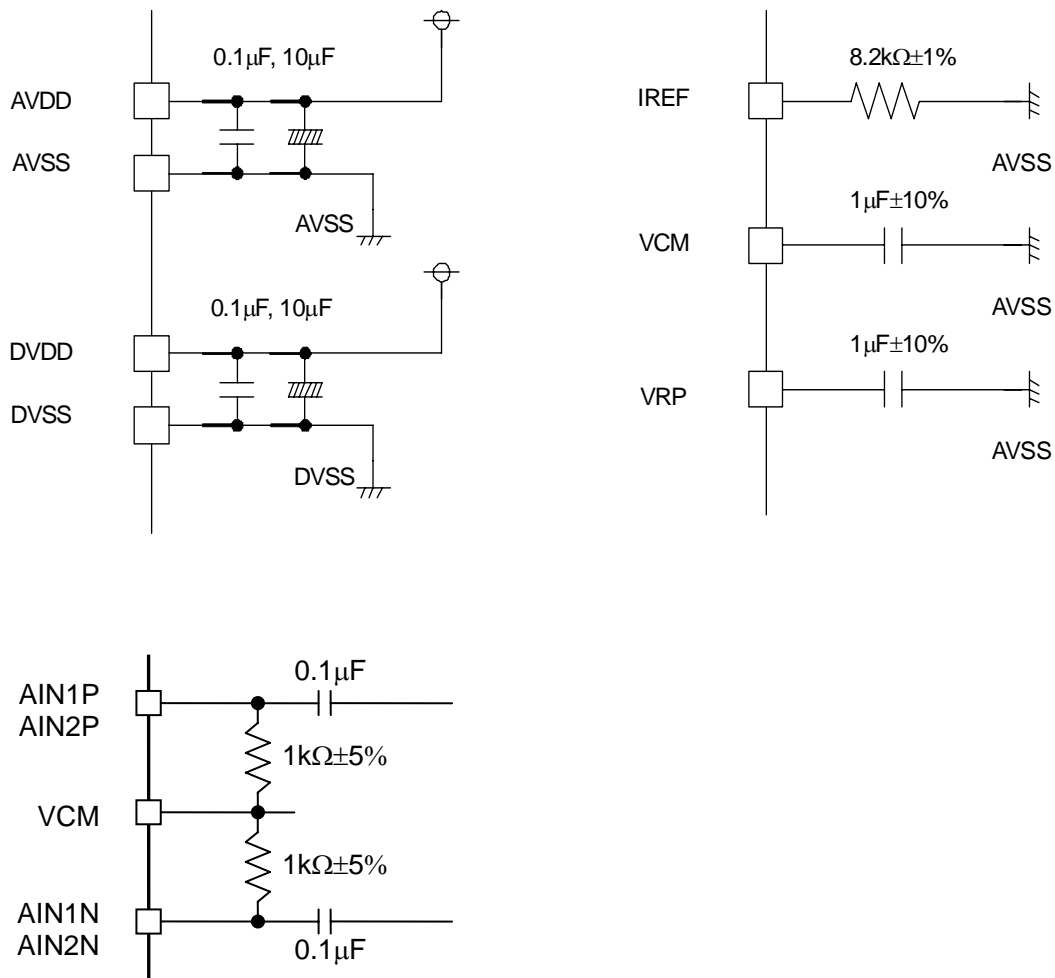 0.1μF, 10μF
AVDD
AVSS
AVSS
0.1μF, 10μF
DVDD
DVSS
DVSS
8.2kΩ±1%
IREF
AVSS
1μF±10%
VCM
AVSS
1μF±10%
VRP
AVSS
0.1μF
AIN1P
AIN2P
1kΩ±5%
VCM
1kΩ±5%
AIN1N
AIN2N
0.1μF